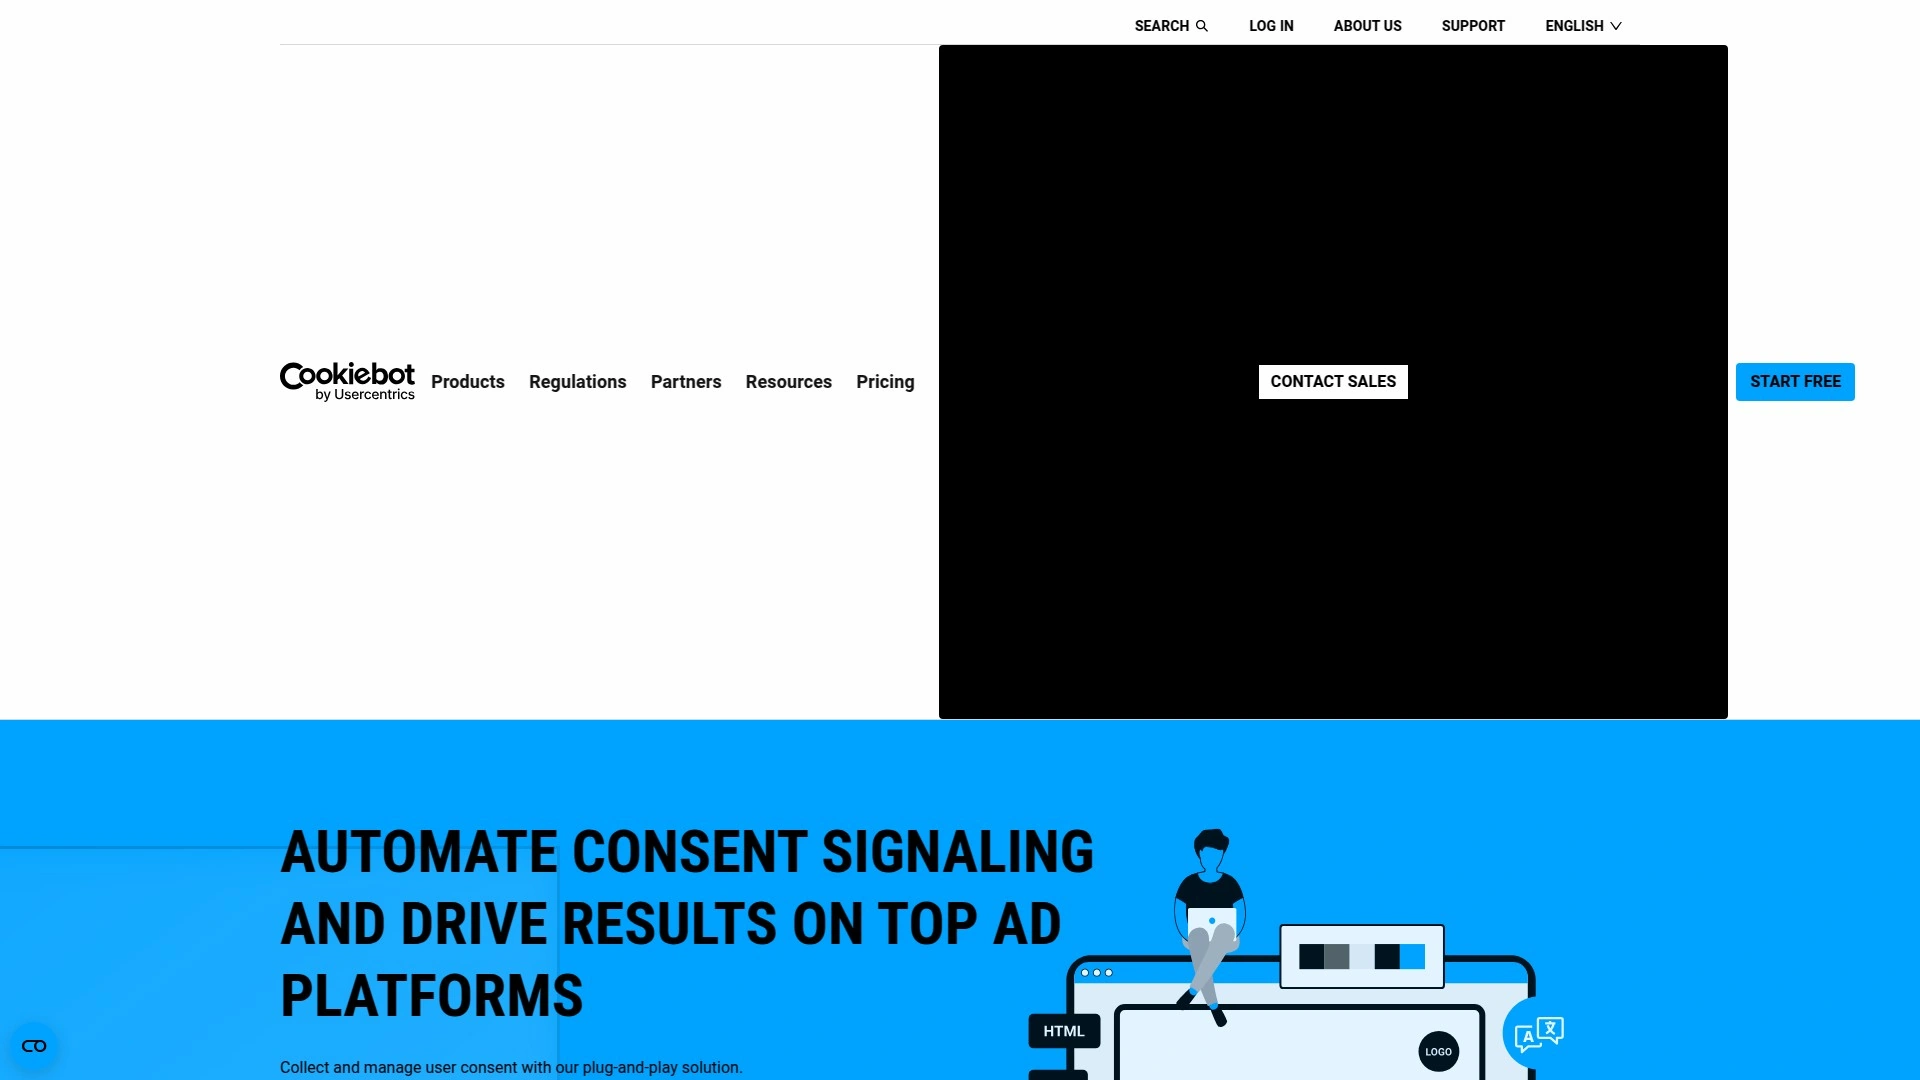 SEARCH
LOG IN
ABOUT US
SUPPORT
ENGLISH
Cookiebot
by Usercentrics
Products
Regulations
Partners
Resources
Pricing
CONTACT SALES
START FREE
AUTOMATE CONSENT SIGNALING
AND DRIVE RESULTS ON TOP AD
PLATFORMS
HTML
LOGO
A
文
Collect and manage user consent with our plug-and-play solution.